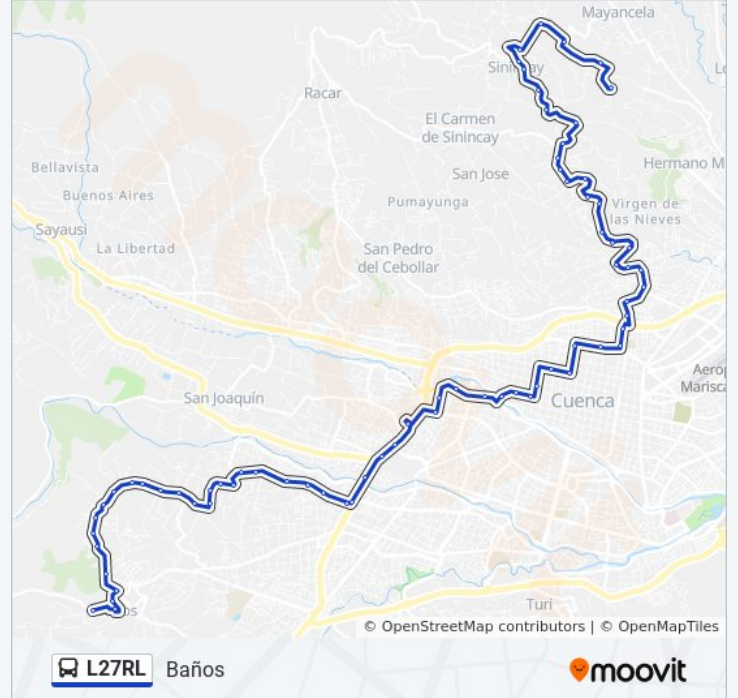 Mayancela
Sinincay
Racar
El Carmen
de Sinincay
Bellavista
San Jose
Hermano M
Buenos Aires
Pumayunga
Virgen de
las Nieves
Sayausi
La Libertad
San Pedro
del Cebollar
Aerop
Marisca
San Joaquín
Cuenca
Turi
© OpenStreetMap contributors | © OpenMapTiles
L27RL Baños
moovit